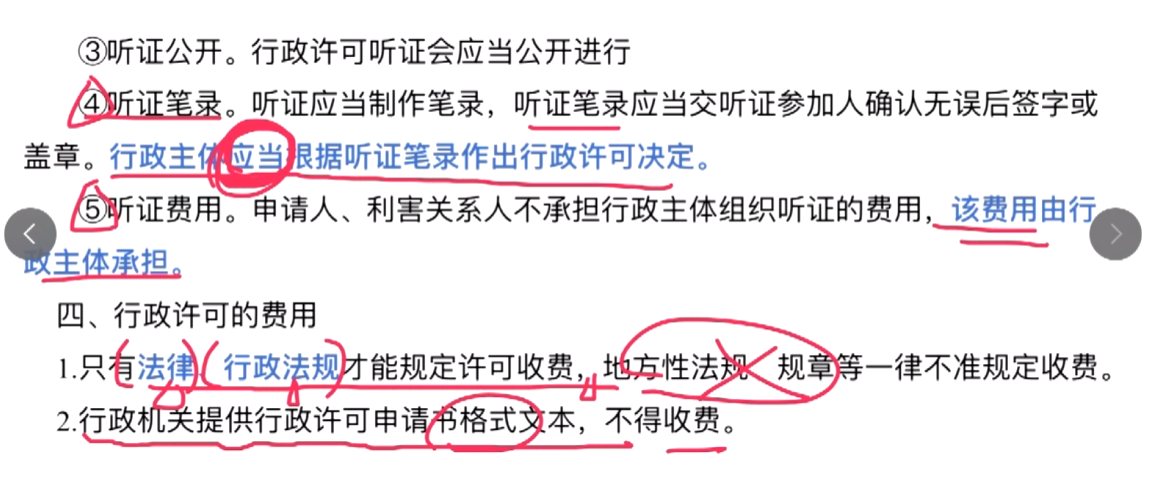 ③听证公开。行政许可听证会应当公开进行
④听证笔录。听证应当制作笔录，听证笔录应当交听证参加人确认无误后签字或
盖章。行政主体应当根据听证笔录作出行政许可决定。
⑤听证费用。申请人、利害关系人不承担行政主体组织听证的费用，该费用由行
政主体承担。
四、行政许可的费用
1.只有法律、行政法规才能规定许可收费，地方性法规、规章等一律不准规定收费。
2.行政机关提供行政许可申请书格式文本，不得收费。